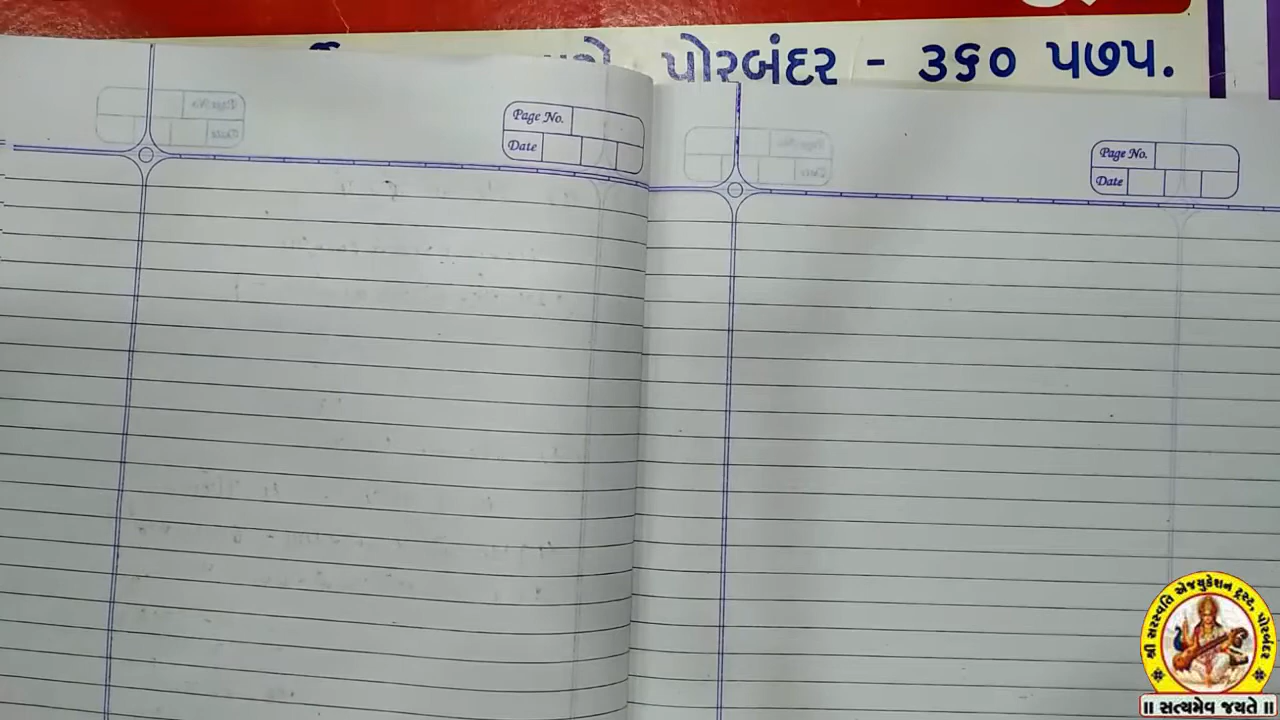 પોરબંદર - ૩૬૦ ૫૭૫.
Page No.
Date
Page No.
Date
શ્રી સરસ્વતિ એજયુકેશન ટ્રસ્ટ, પોરબંદર
॥ સત્યમેવ જયતે ॥